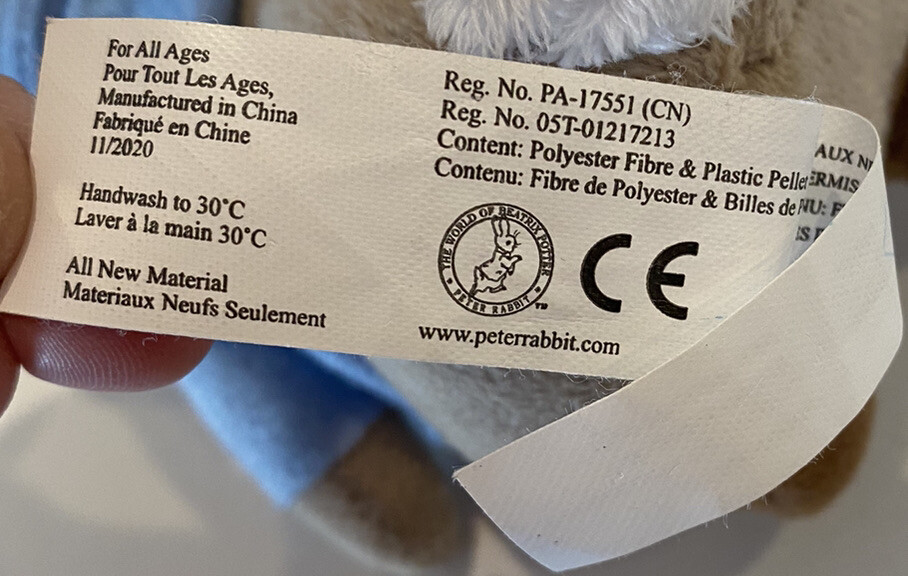 For All Ages
Pour Tout Les Ages,
Manufactured in China
Fabriqué en Chine
11/2020
Handwash to 30°C
Laver à la main 30°C
All New Material
Materiaux Neufs Seulement
Reg. No. PA-17551 (CN)
Reg. No. 05T-01217213
Content: Polyester Fibre & Plastic Pellet
Contenu: Fibre de Polyester & Billes de
THE WORLD OF BEATRIX POTTER
PETER RABBIT TM
CE
www.peterrabbit.com
AUX